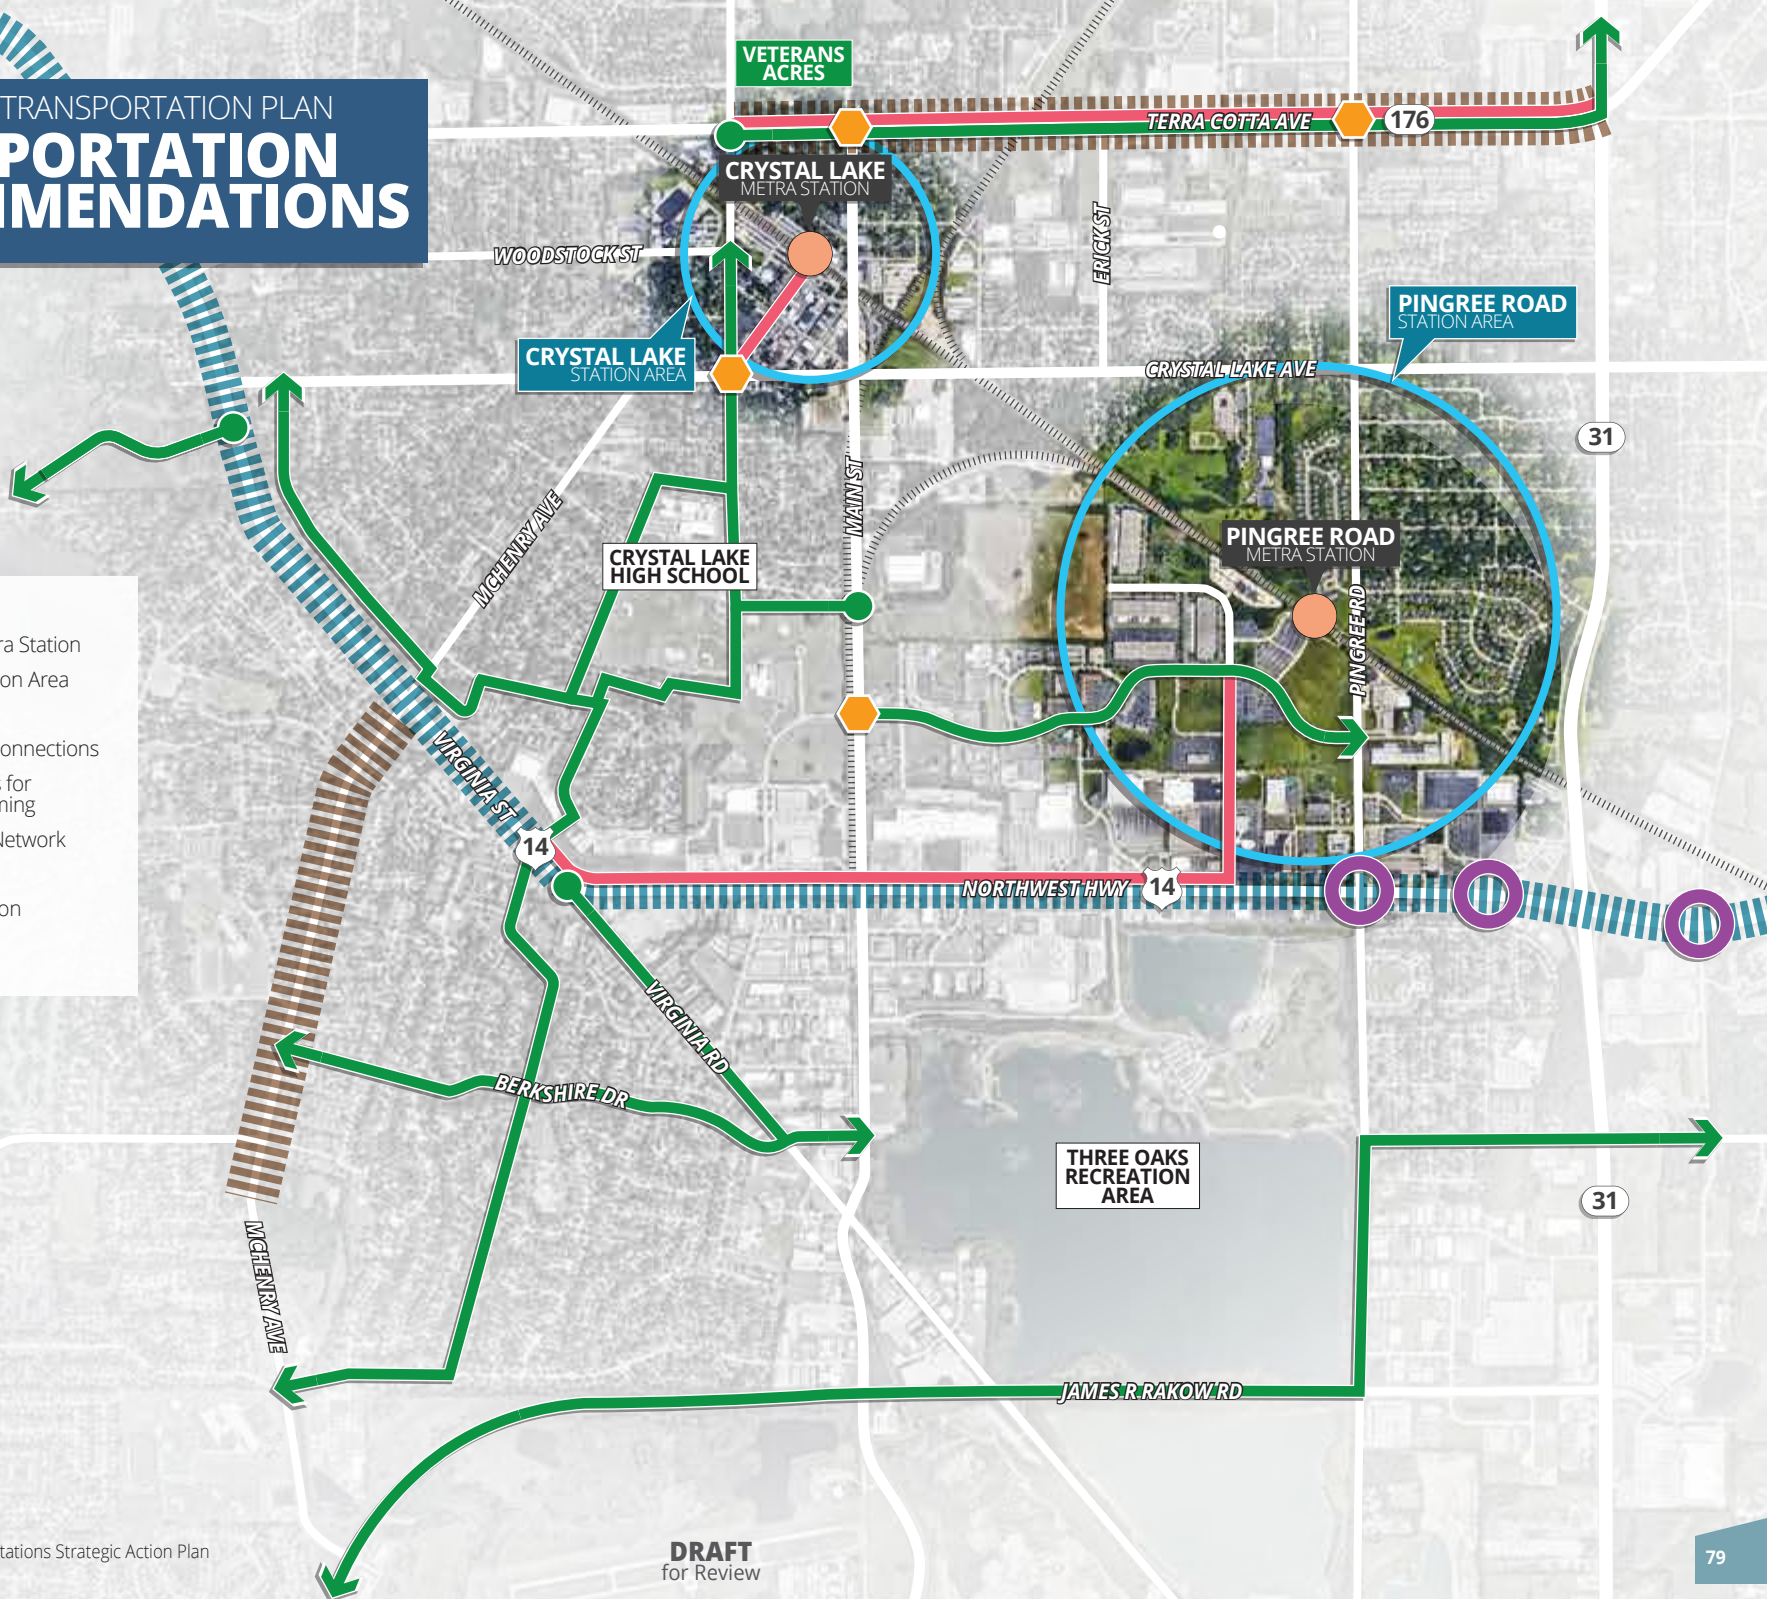 TRANSPORTATION PLAN
PORTATION
MENDATIONS
VETERANS
ACRES
TERRA COTTA AVE
176
CRYSTAL LAKE
METRA STATION
WOODSTOCK ST
ERICK ST
PINGREE ROAD
STATION AREA
CRYSTAL LAKE
STATION AREA
CRYSTAL LAKE AVE
31
MCHENRY AVE
MAIN ST
CRYSTAL LAKE
HIGH SCHOOL
PINGREE ROAD
METRA STATION
PINGREE RD
ra Station
on Area
onnections
s for
ning
Network
on
VIRGINIA ST
14
NORTHWEST HWY
14
VIRGINIA RD
BERKSHIRE DR
THREE OAKS
RECREATION
AREA
31
MCHENRY AVE
JAMES R RAKOW RD
tations Strategic Action Plan
DRAFT
for Review
79